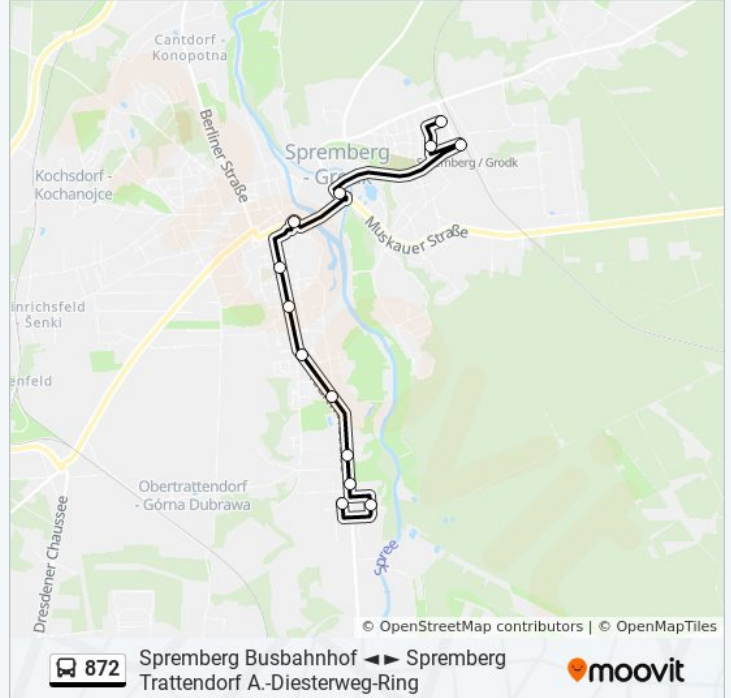 Cantdorf -
Konopotna
Berliner Straße
Kochsdorf -
Kochanojce
Spremberg
- Grodk
Spremberg / Grodk
Muskauer Straße
inrichsfeld
- Šenki
enfeld
Obertrattendorf
- Górna Dubrawa
Dresdener Chaussee
Spree
© OpenStreetMap contributors | © OpenMapTiles
872
Spremberg Busbahnhof ◄► Spremberg
Trattendorf A.-Diesterweg-Ring
moovit